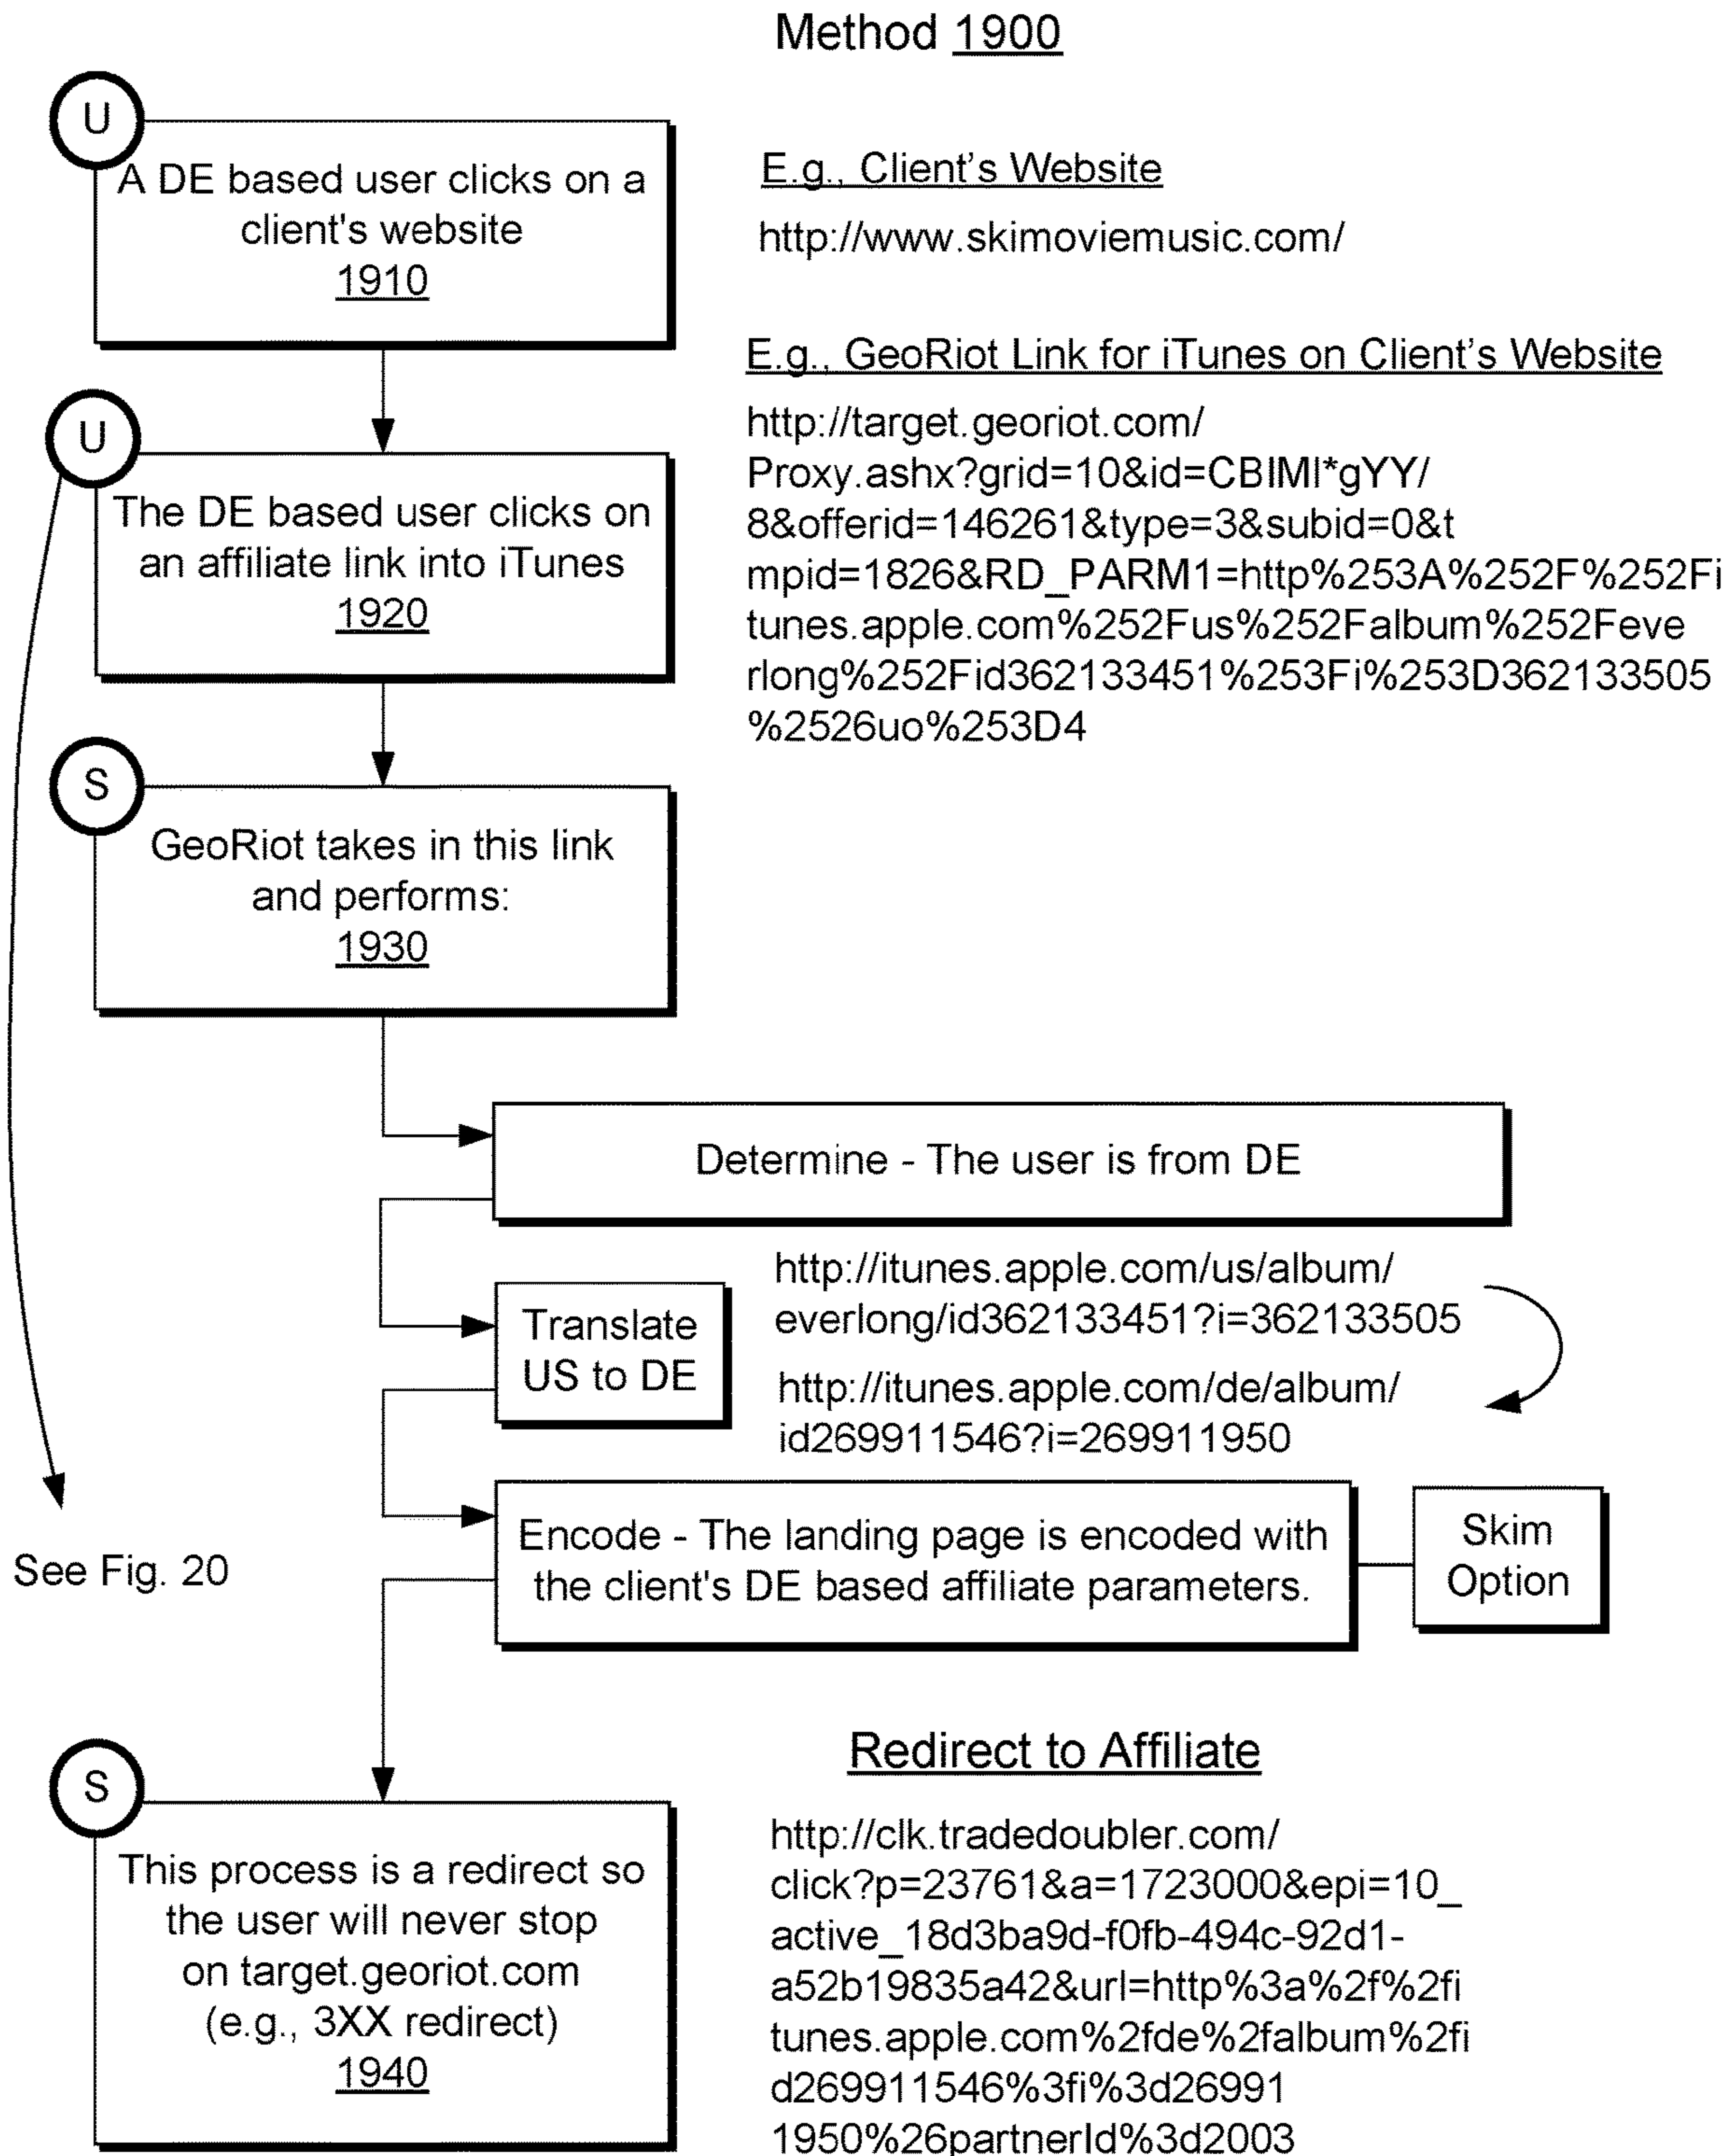 Method 1900
U
A DE based user clicks on a
client's website
1910
E.g., Client's Website
http://www.skimoviemusic.com/
E.g., GeoRiot Link for iTunes on Client's Website
http://target.georiot.com/
Proxy.ashx?grid=10&id=CBIMI*gYY/
8&offerid=146261&type=3&subid=0&t
mpid=1826&RD_PARM1=http%253A%252F%252Fi
tunes.apple.com%252Fus%252Falbum%252Feve
rlong%252Fid362133451%253Fi%253D362133505
%2526uo%253D4
U
The DE based user clicks on
an affiliate link into iTunes
1920
S
GeoRiot takes in this link
and performs:
1930
Determine - The user is from DE
Translate
US to DE
http://itunes.apple.com/us/album/
everlong/id362133451?i=362133505
http://itunes.apple.com/de/album/
id269911546?i=269911950
Encode - The landing page is encoded with
the client's DE based affiliate parameters.
Skim
Option
See Fig. 20
S
This process is a redirect so
the user will never stop
on target.georiot.com
(e.g., 3XX redirect)
1940
Redirect to Affiliate
http://clk.tradedoubler.com/
click?p=23761&a=1723000&epi=10_
active_18d3ba9d-f0fb-494c-92d1-
a52b19835a42&url=http%3a%2f%2fi
tunes.apple.com%2fde%2falbum%2fi
d269911546%3fi%3d26991
1950%26partnerId%3d2003